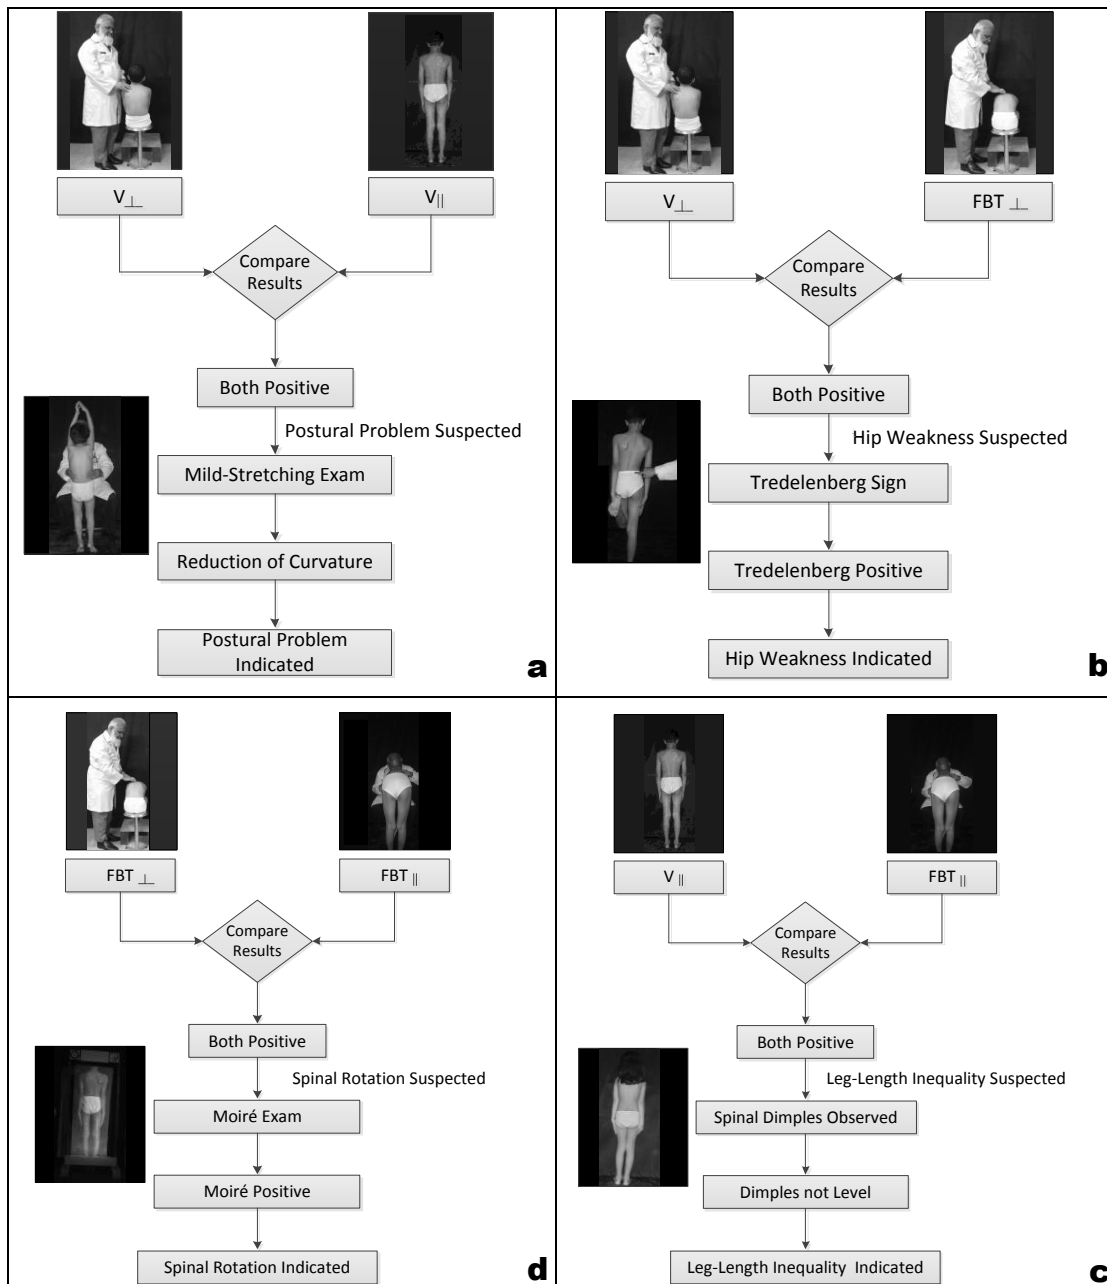 V⊥
V||
Compare
Results
Both Positive
Postural Problem Suspected
Mild-Stretching Exam
Reduction of Curvature
Postural Problem
Indicated
a
V⊥
FBT ⊥
Compare
Results
Both Positive
Hip Weakness Suspected
Tredelenberg Sign
Tredelenberg Positive
Hip Weakness Indicated
b
FBT ⊥
FBT ||
Compare
Results
Both Positive
Spinal Rotation Suspected
Moiré Exam
Moiré Positive
Spinal Rotation Indicated
d
V ||
FBT ||
Compare
Results
Both Positive
Leg-Length Inequality Suspected
Spinal Dimples Observed
Dimples not Level
Leg-Length Inequality Indicated
c